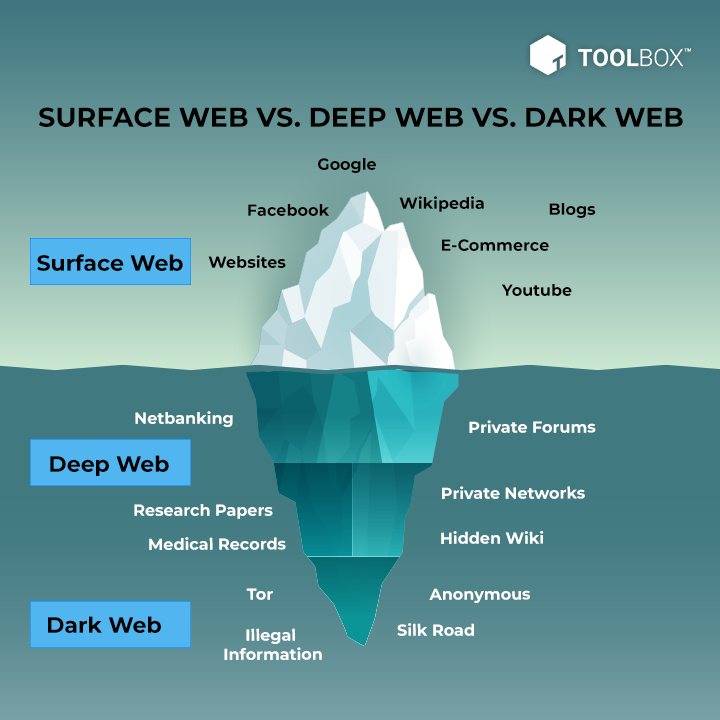 TOOLBOX™
SURFACE WEB VS. DEEP WEB VS. DARK WEB
Google
Facebook
Wikipedia
Blogs
Surface Web
Websites
E-Commerce
Youtube
Netbanking
Private Forums
Deep Web
Research Papers
Private Networks
Medical Records
Hidden Wiki
Tor
Anonymous
Dark Web
Illegal
Information
Silk Road